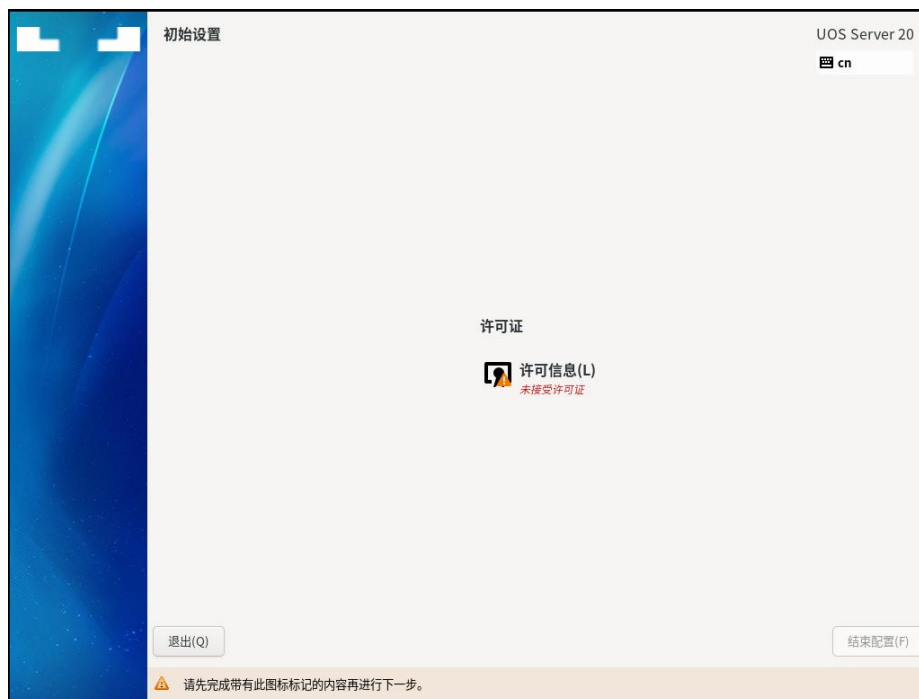 初始设置
UOS Server 20
cn
许可证
许可信息(L)
未接受许可证
退出(Q)
结束配置(F)
请先完成带有此图标标记的内容再进行下一步。